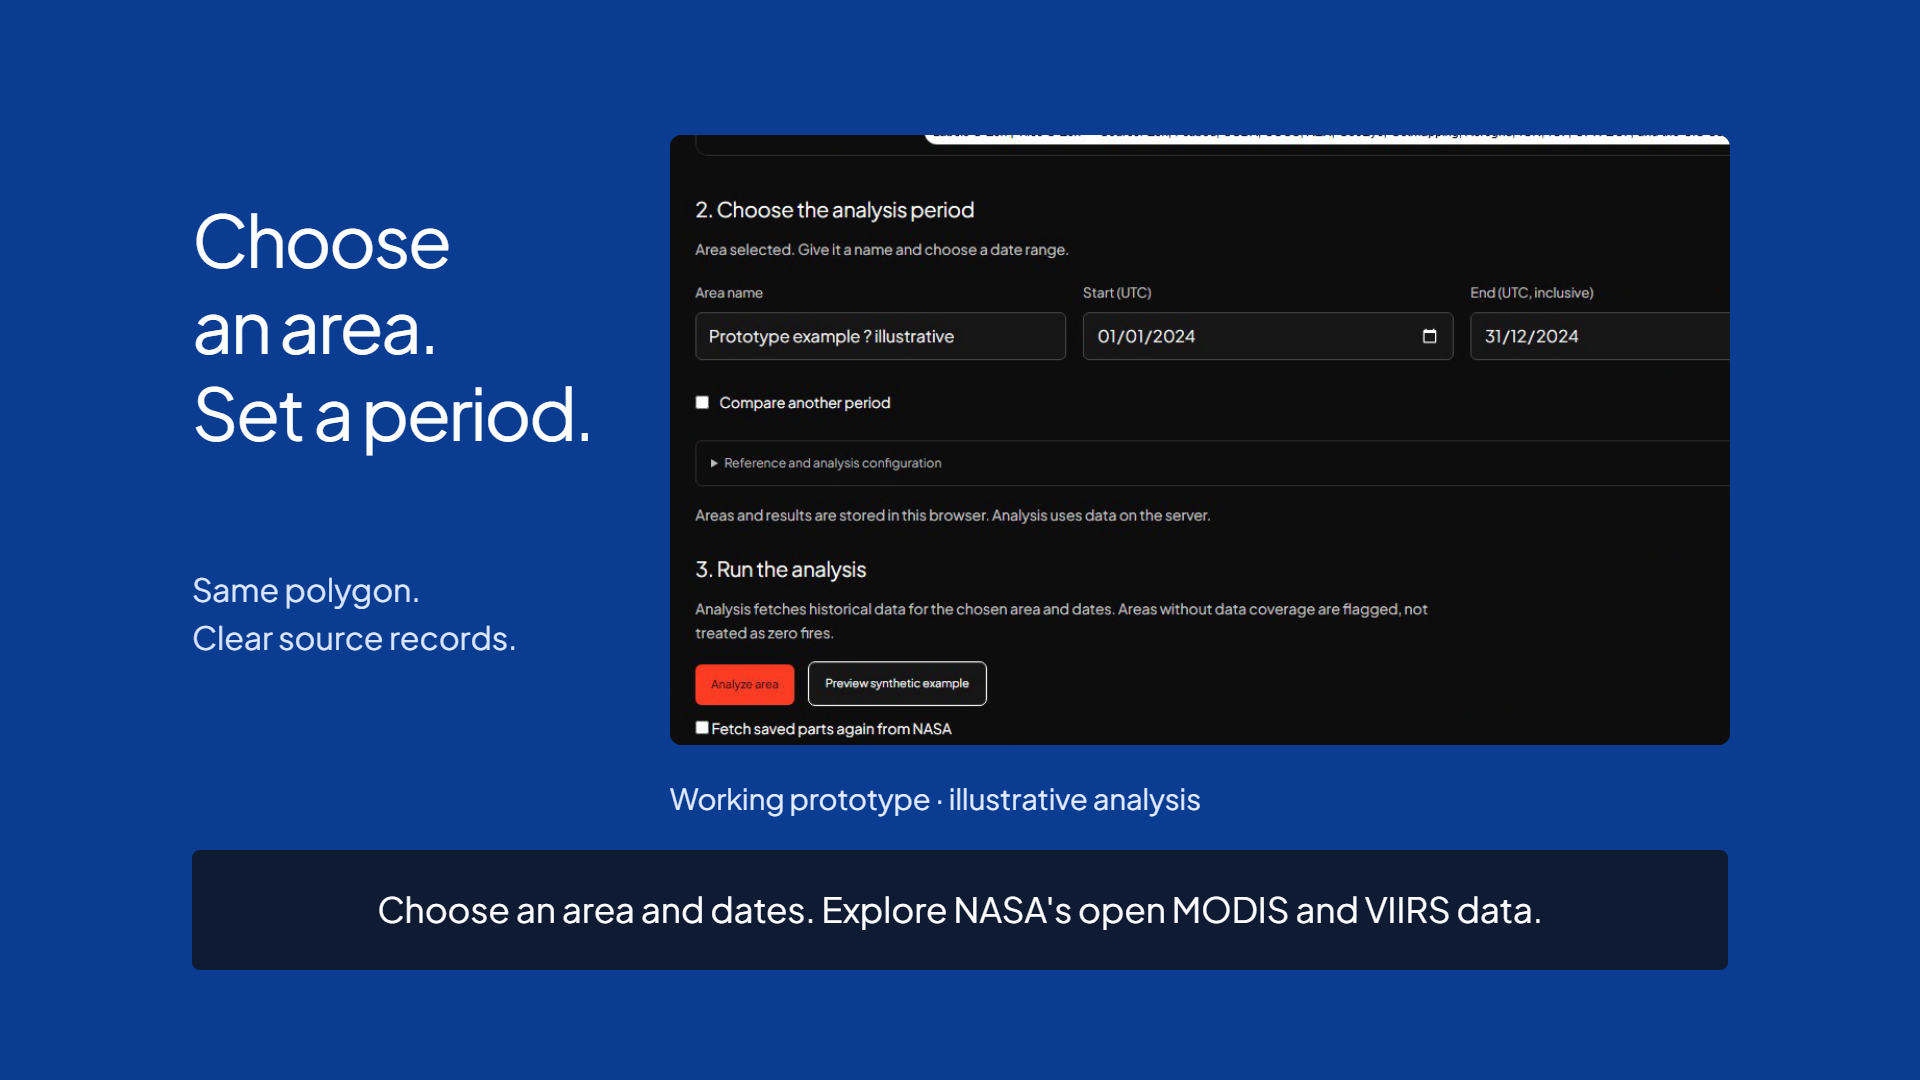 Choose
an area.
Set a period.
Same polygon.
Clear source records.
2. Choose the analysis period
Area selected. Give it a name and choose a date range.
Area name
Start (UTC)
End (UTC, inclusive)
Prototype example ? illustrative
01/01/2024
31/12/2024
Compare another period
Reference and analysis configuration
Areas and results are stored in this browser. Analysis uses data on the server.
3. Run the analysis
Analysis fetches historical data for the chosen area and dates. Areas without data coverage are flagged, not
treated as zero fires.
Analyze area
Preview synthetic example
Fetch saved parts again from NASA
Working prototype · illustrative analysis
Choose an area and dates. Explore NASA's open MODIS and VIIRS data.